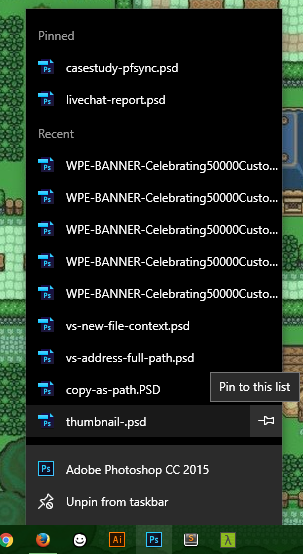 Pinned
casestudy-pfsync.psd
livechat-report.psd
Recent
WPE-BANNER-Celebrating50000Custo...
WPE-BANNER-Celebrating50000Custo...
WPE-BANNER-Celebrating50000Custo...
WPE-BANNER-Celebrating50000Custo...
WPE-BANNER-Celebrating50000Custo...
vs-new-file-context.psd
vs-address-full-path.psd
copy-as-path.PSD
Pin to this list
thumbnail-.psd
Adobe Photoshop CC 2015
Unpin from taskbar
Ai Ps λ